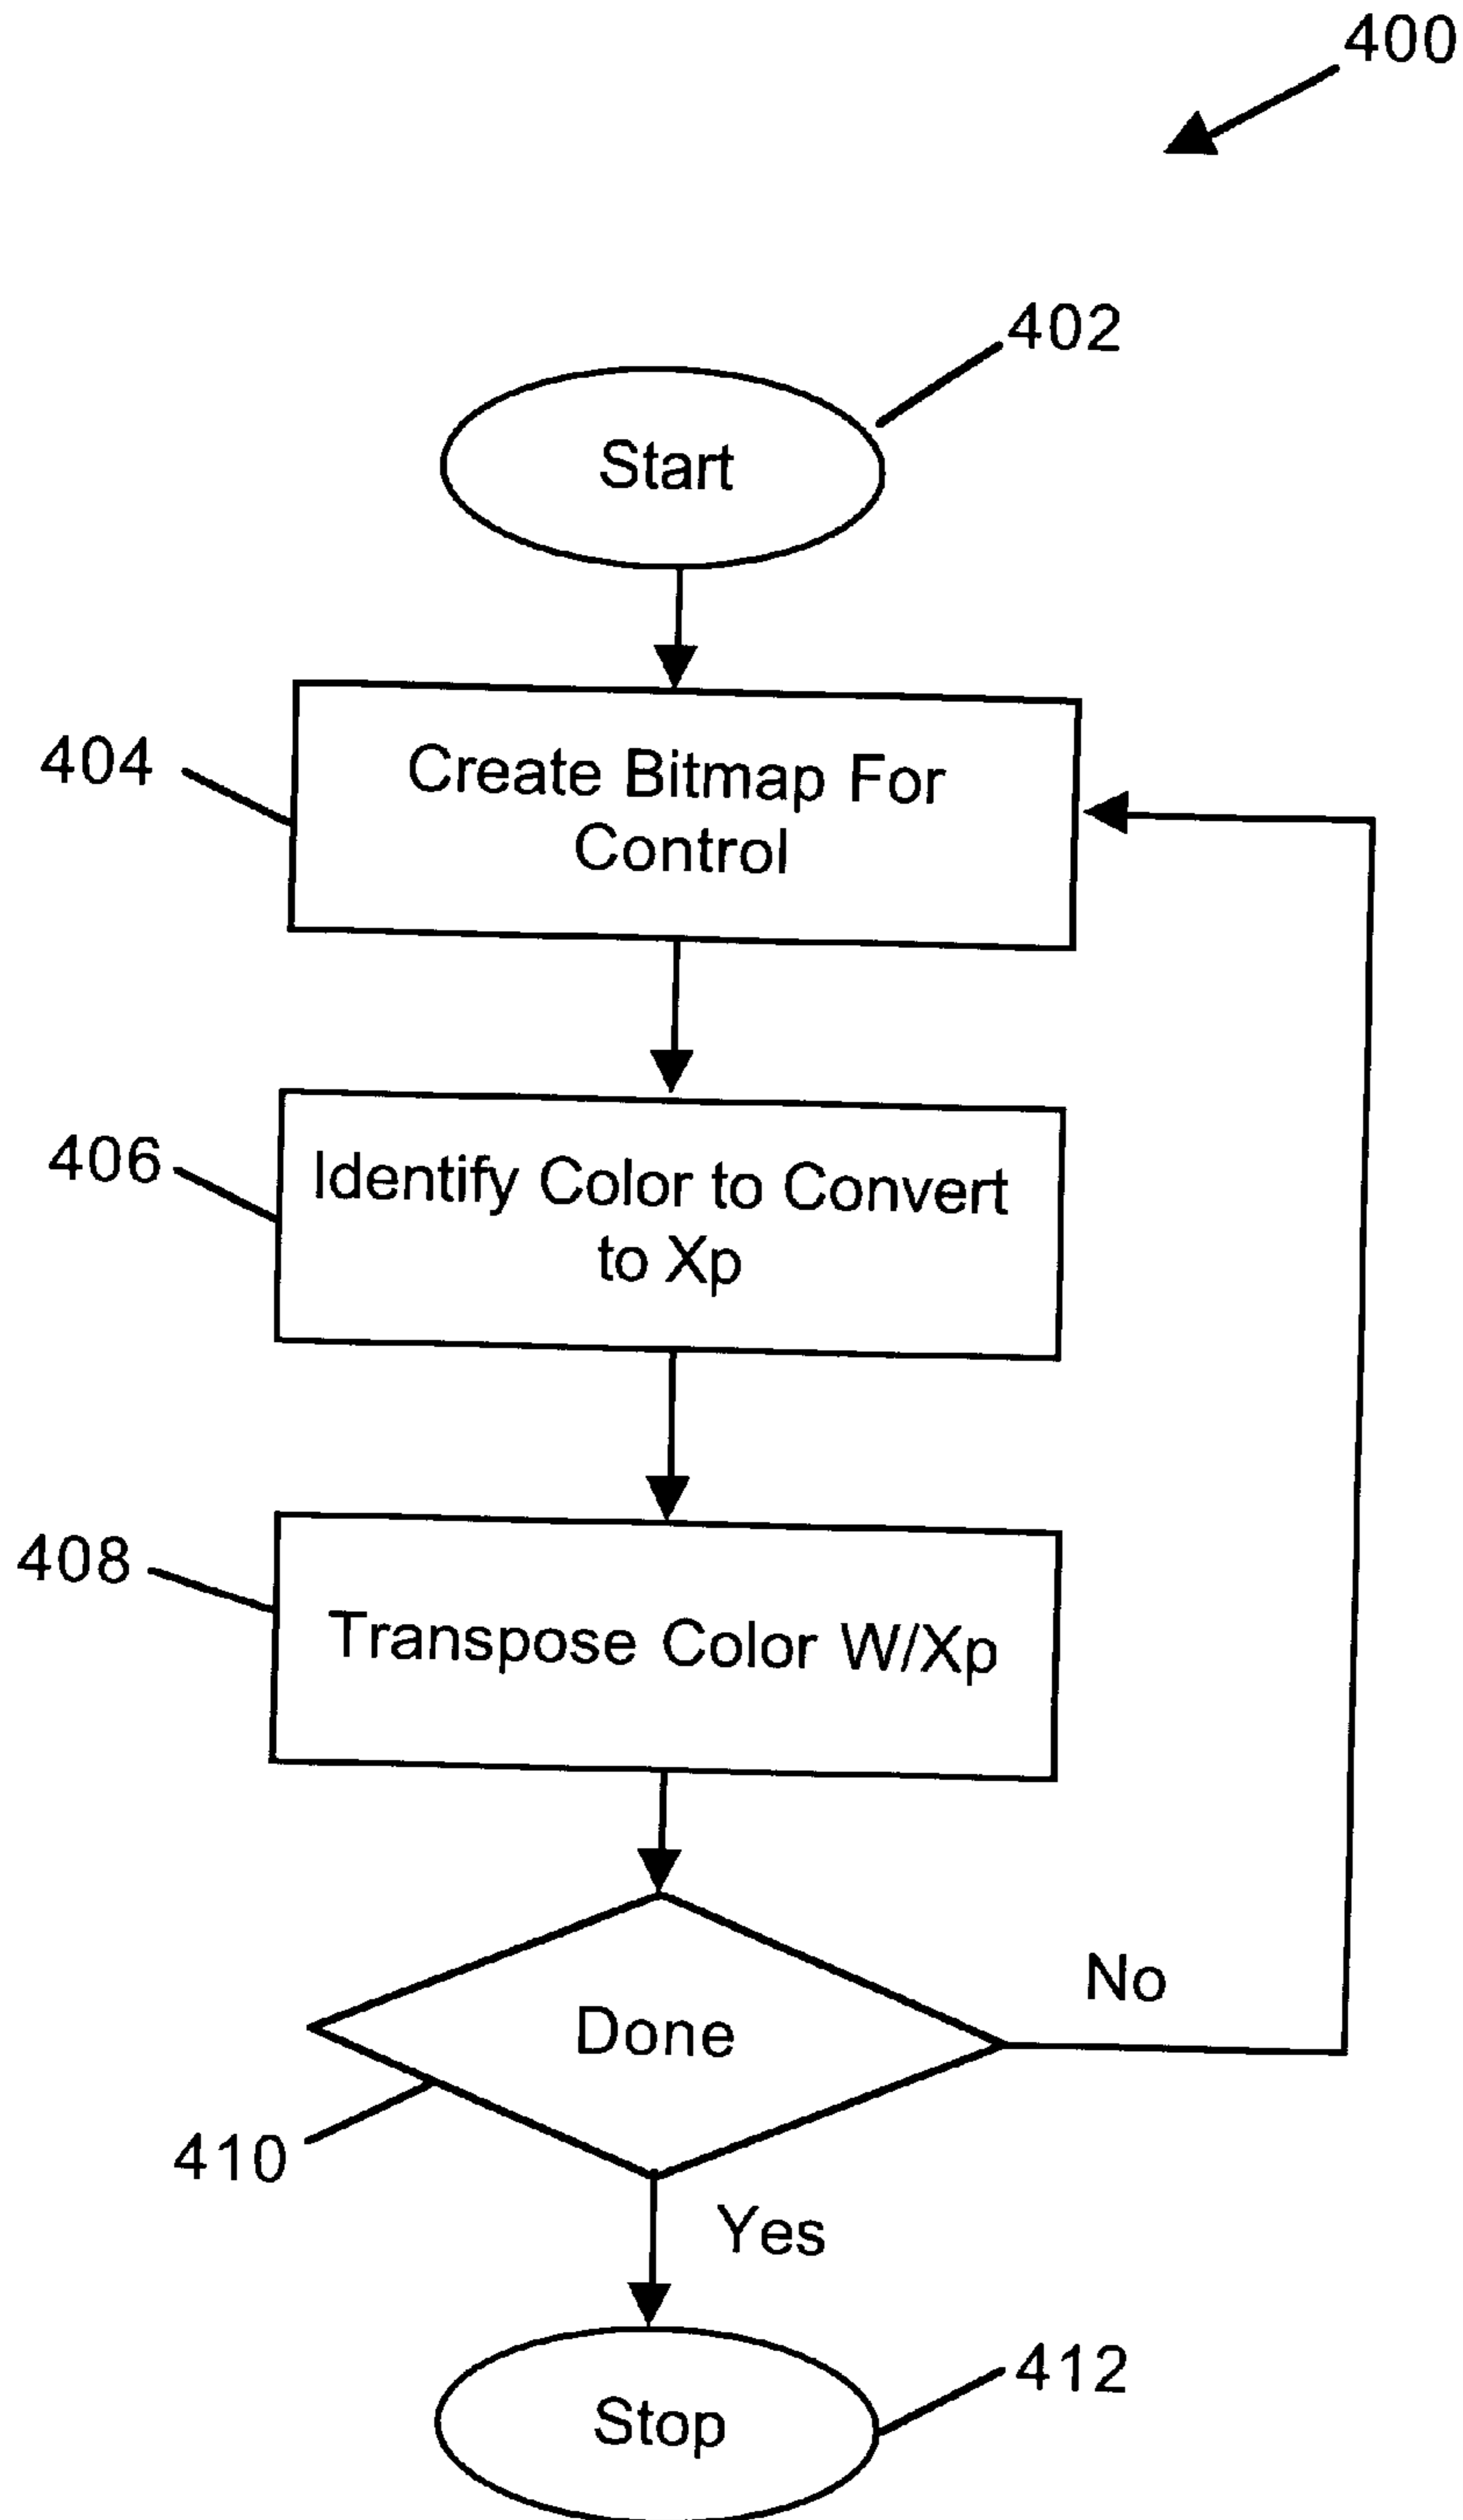 400
402
Start
404
Create Bitmap For
Control
406
Identify Color to Convert
to Xp
408
Transpose Color W/Xp
No
Done
410
Yes
412
Stop